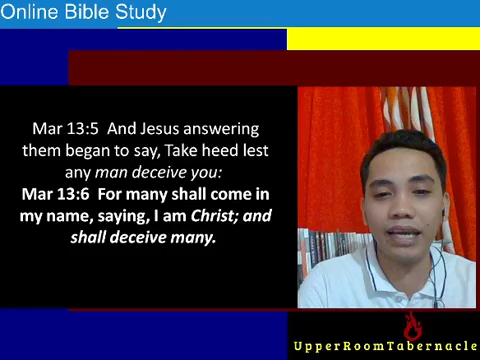 Online Bible Study
Mar 13:5 And Jesus answering
them began to say, Take heed lest
any man deceive you:
Mar 13:6 For many shall come in
my name, saying, I am Christ; and
shall deceive many.
UpperRoomTabernacle